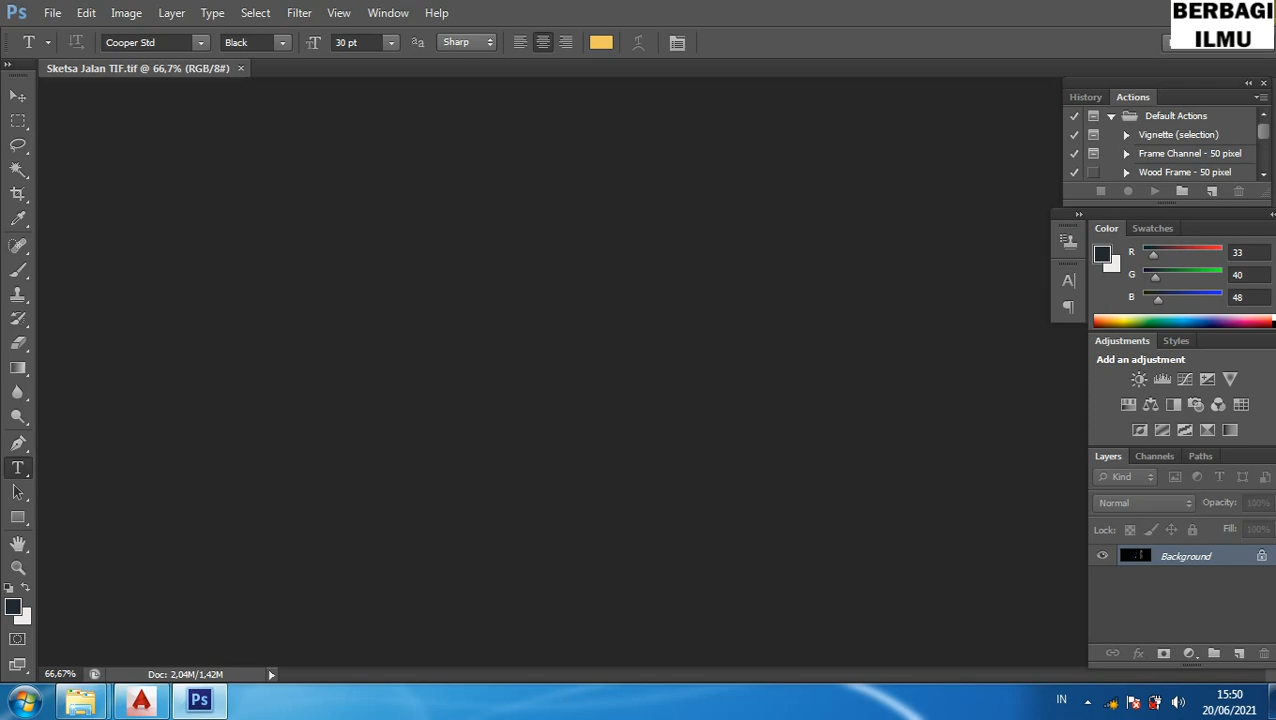 Ps File Edit Image Layer Type Select Filter View Window Help
BERBAGI
ILMU
T Cooper Std Black 30 pt aa Sharp
Sketsa Jalan TIF.tif @ 66,7% (RGB/8#) ×
History Actions
Default Actions
Vignette (selection)
Frame Channel - 50 pixel
Wood Frame - 50 pixel
Color Swatches
R 33
G 40
B 48
Adjustments Styles
Add an adjustment
Layers Channels Paths
Kind
Normal Opacity: 100%
Lock: Fill: 100%
Background
66,67% Doc: 2,04M/1,42M
Ps IN 15:50
20/06/2021